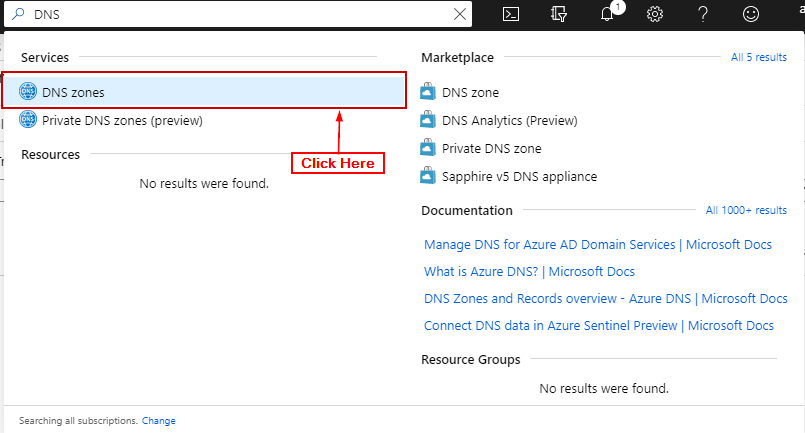 DNS
1
Services
DNS zones
Private DNS zones (preview)
Click Here
Resources
No results were found.
Marketplace
All 5 results
DNS zone
DNS Analytics (Preview)
Private DNS zone
Sapphire v5 DNS appliance
Documentation
All 1000+ results
Manage DNS for Azure AD Domain Services | Microsoft Docs
What is Azure DNS? | Microsoft Docs
DNS Zones and Records overview - Azure DNS | Microsoft Docs
Connect DNS data in Azure Sentinel Preview | Microsoft Docs
Resource Groups
No results were found.
Searching all subscriptions. Change